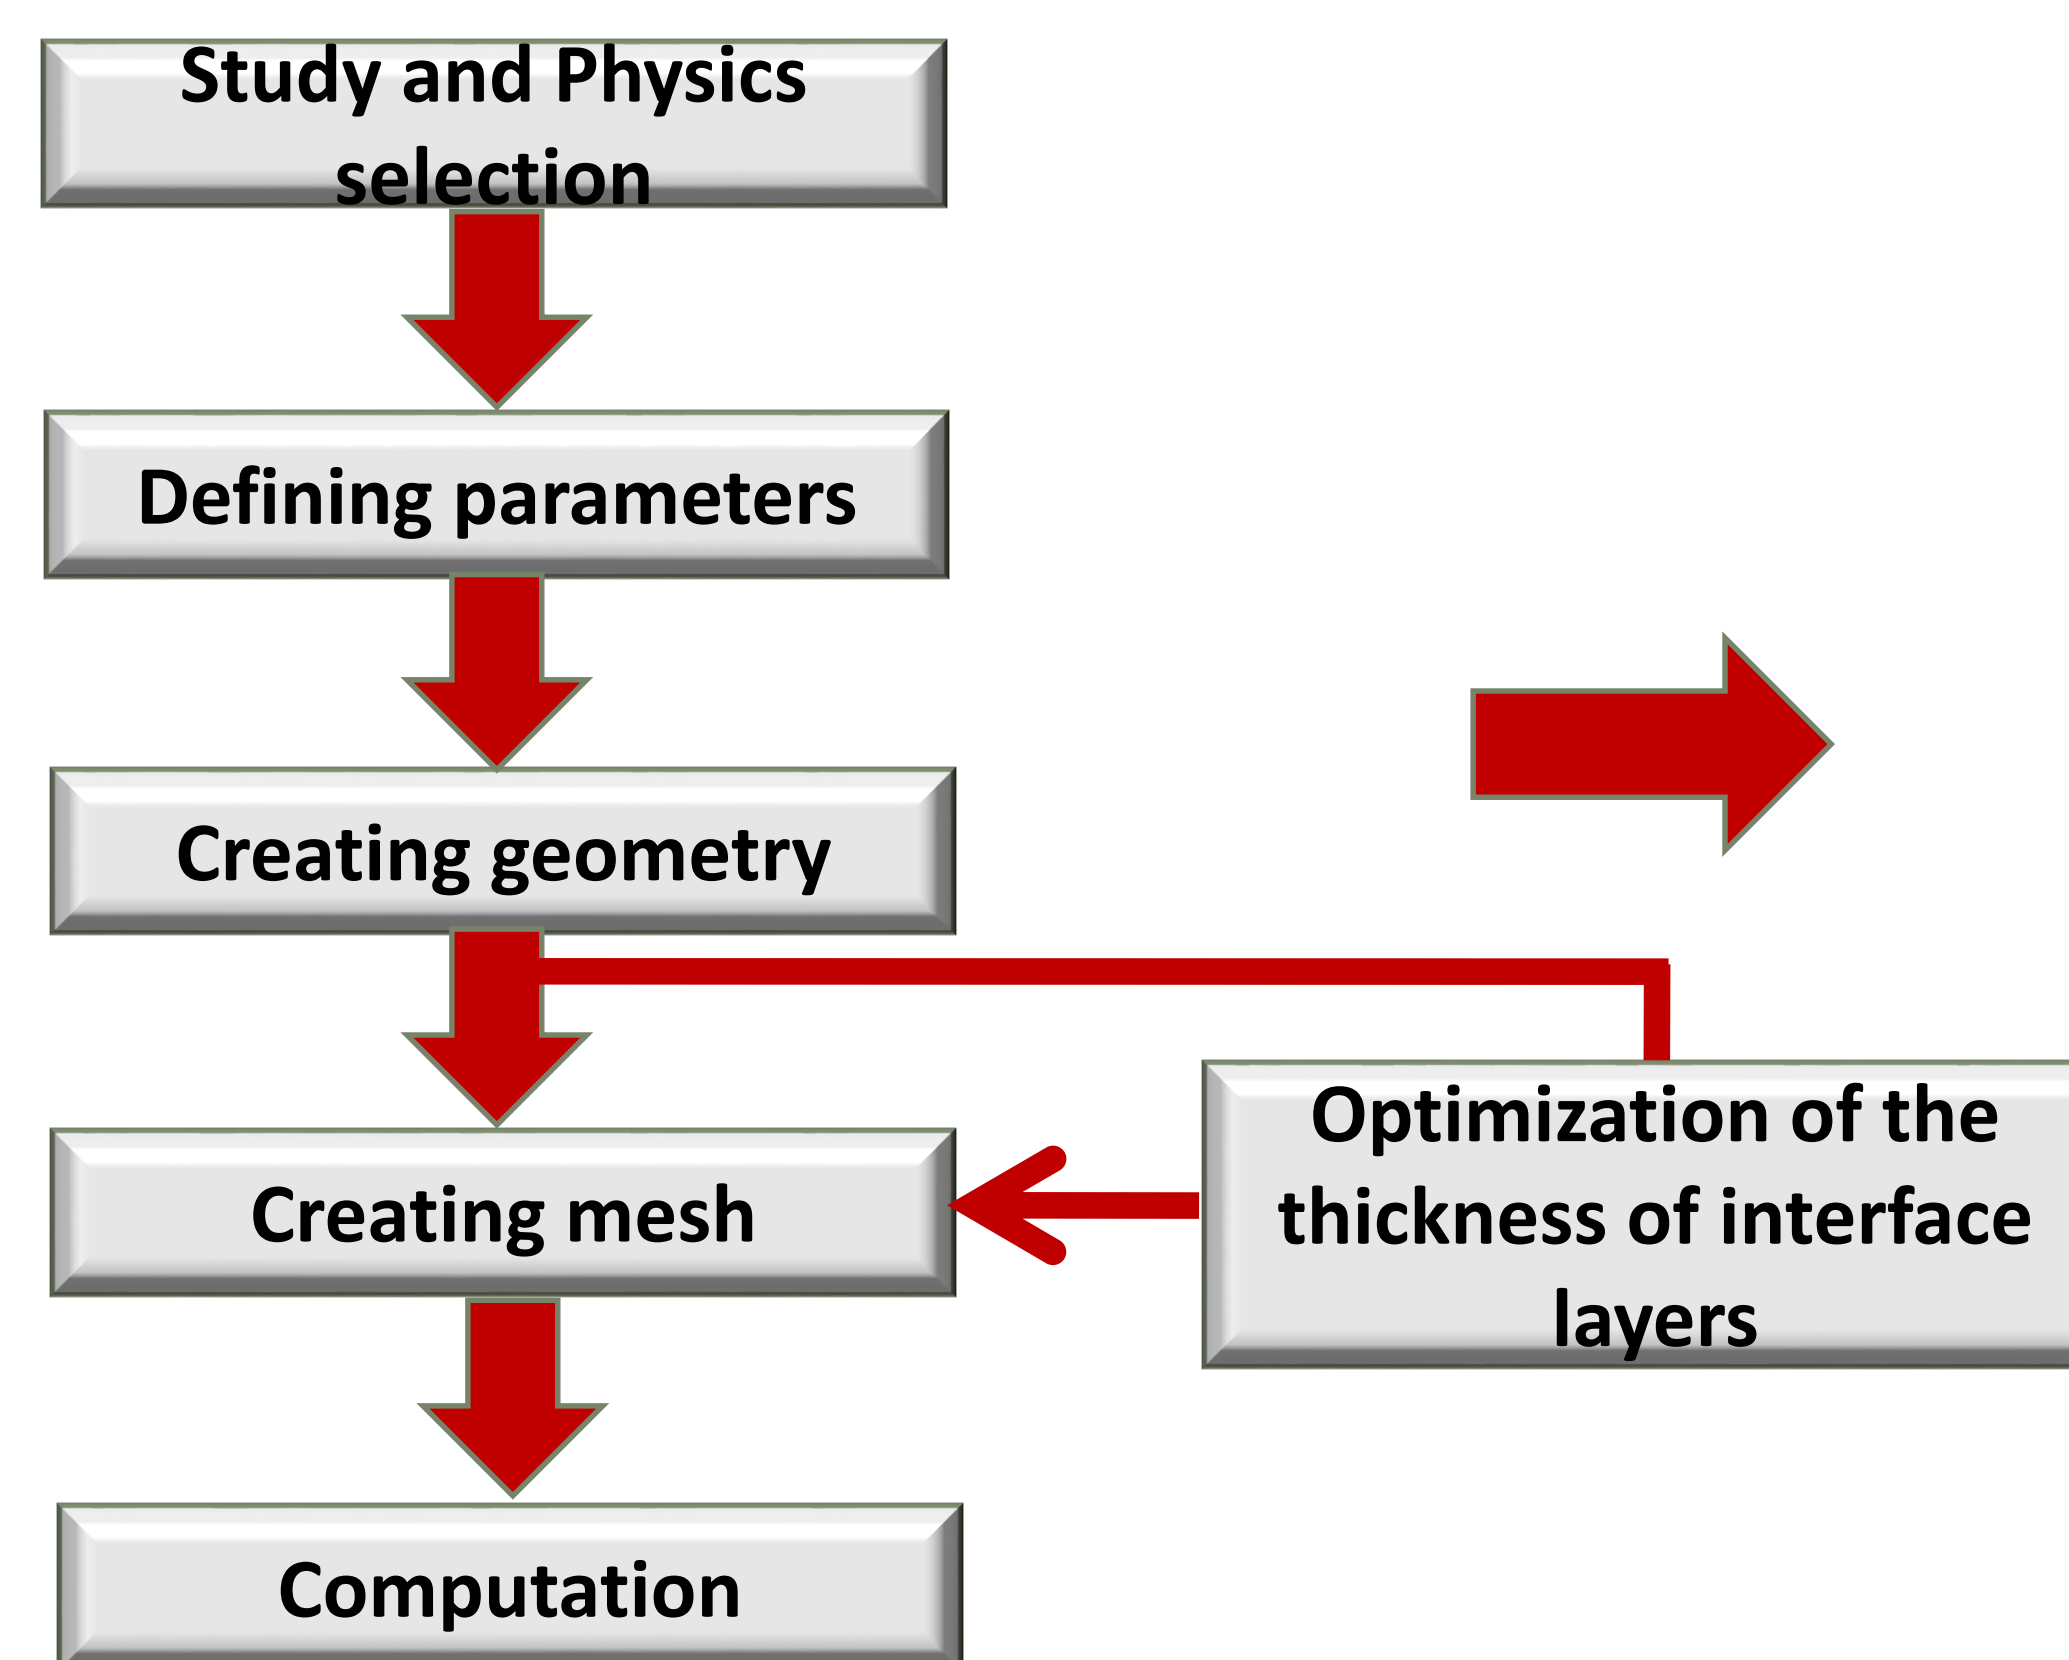 Study and Physics
selection
Defining parameters
Creating geometry
Creating mesh
Optimization of the
thickness of interface
layers
Computation